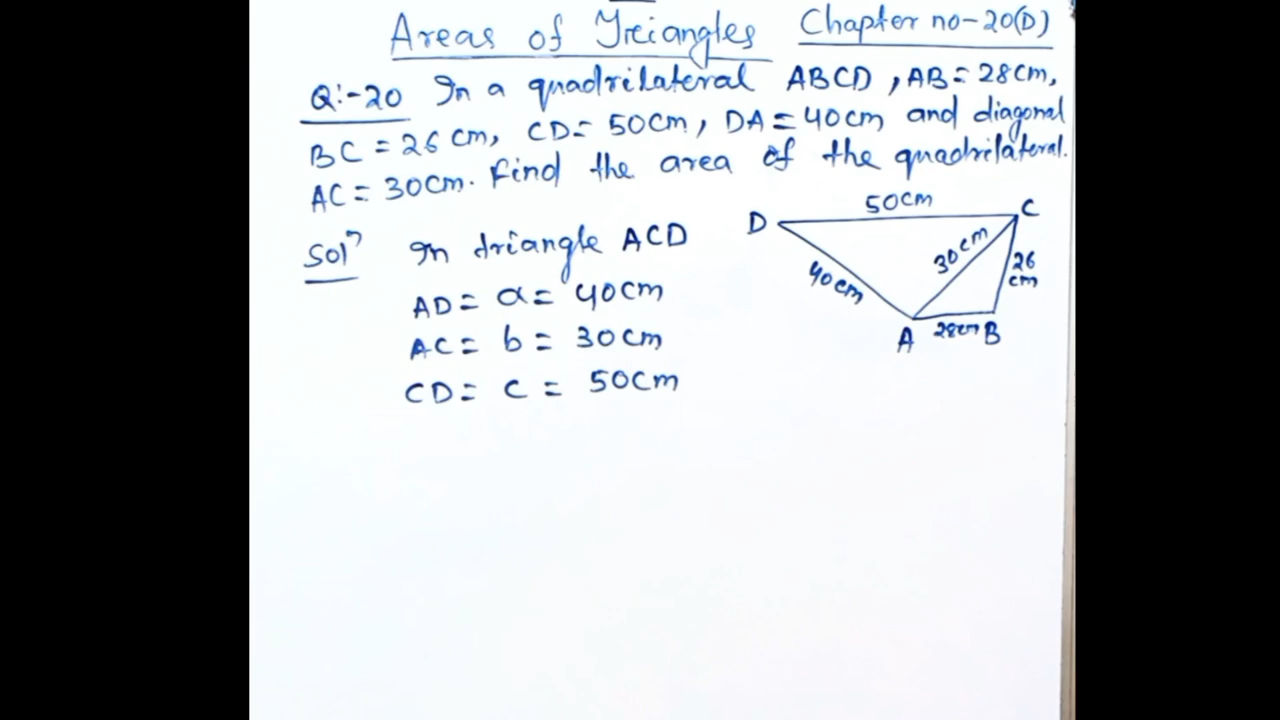 Areas of Treiangles Chapter no-20(D)
Q:-20 In a quadrilateral ABCD, AB = 28cm,
BC = 26 cm, CD = 50cm, DA = 40cm and diagonal
AC = 30cm. Find the area of the quadrilateral.
Solⁿ In triangle ACD
AD = a = 40cm
AC = b = 30cm
CD = c = 50cm
D
50cm
C
40cm
30cm
26
cm
A
28cm
B